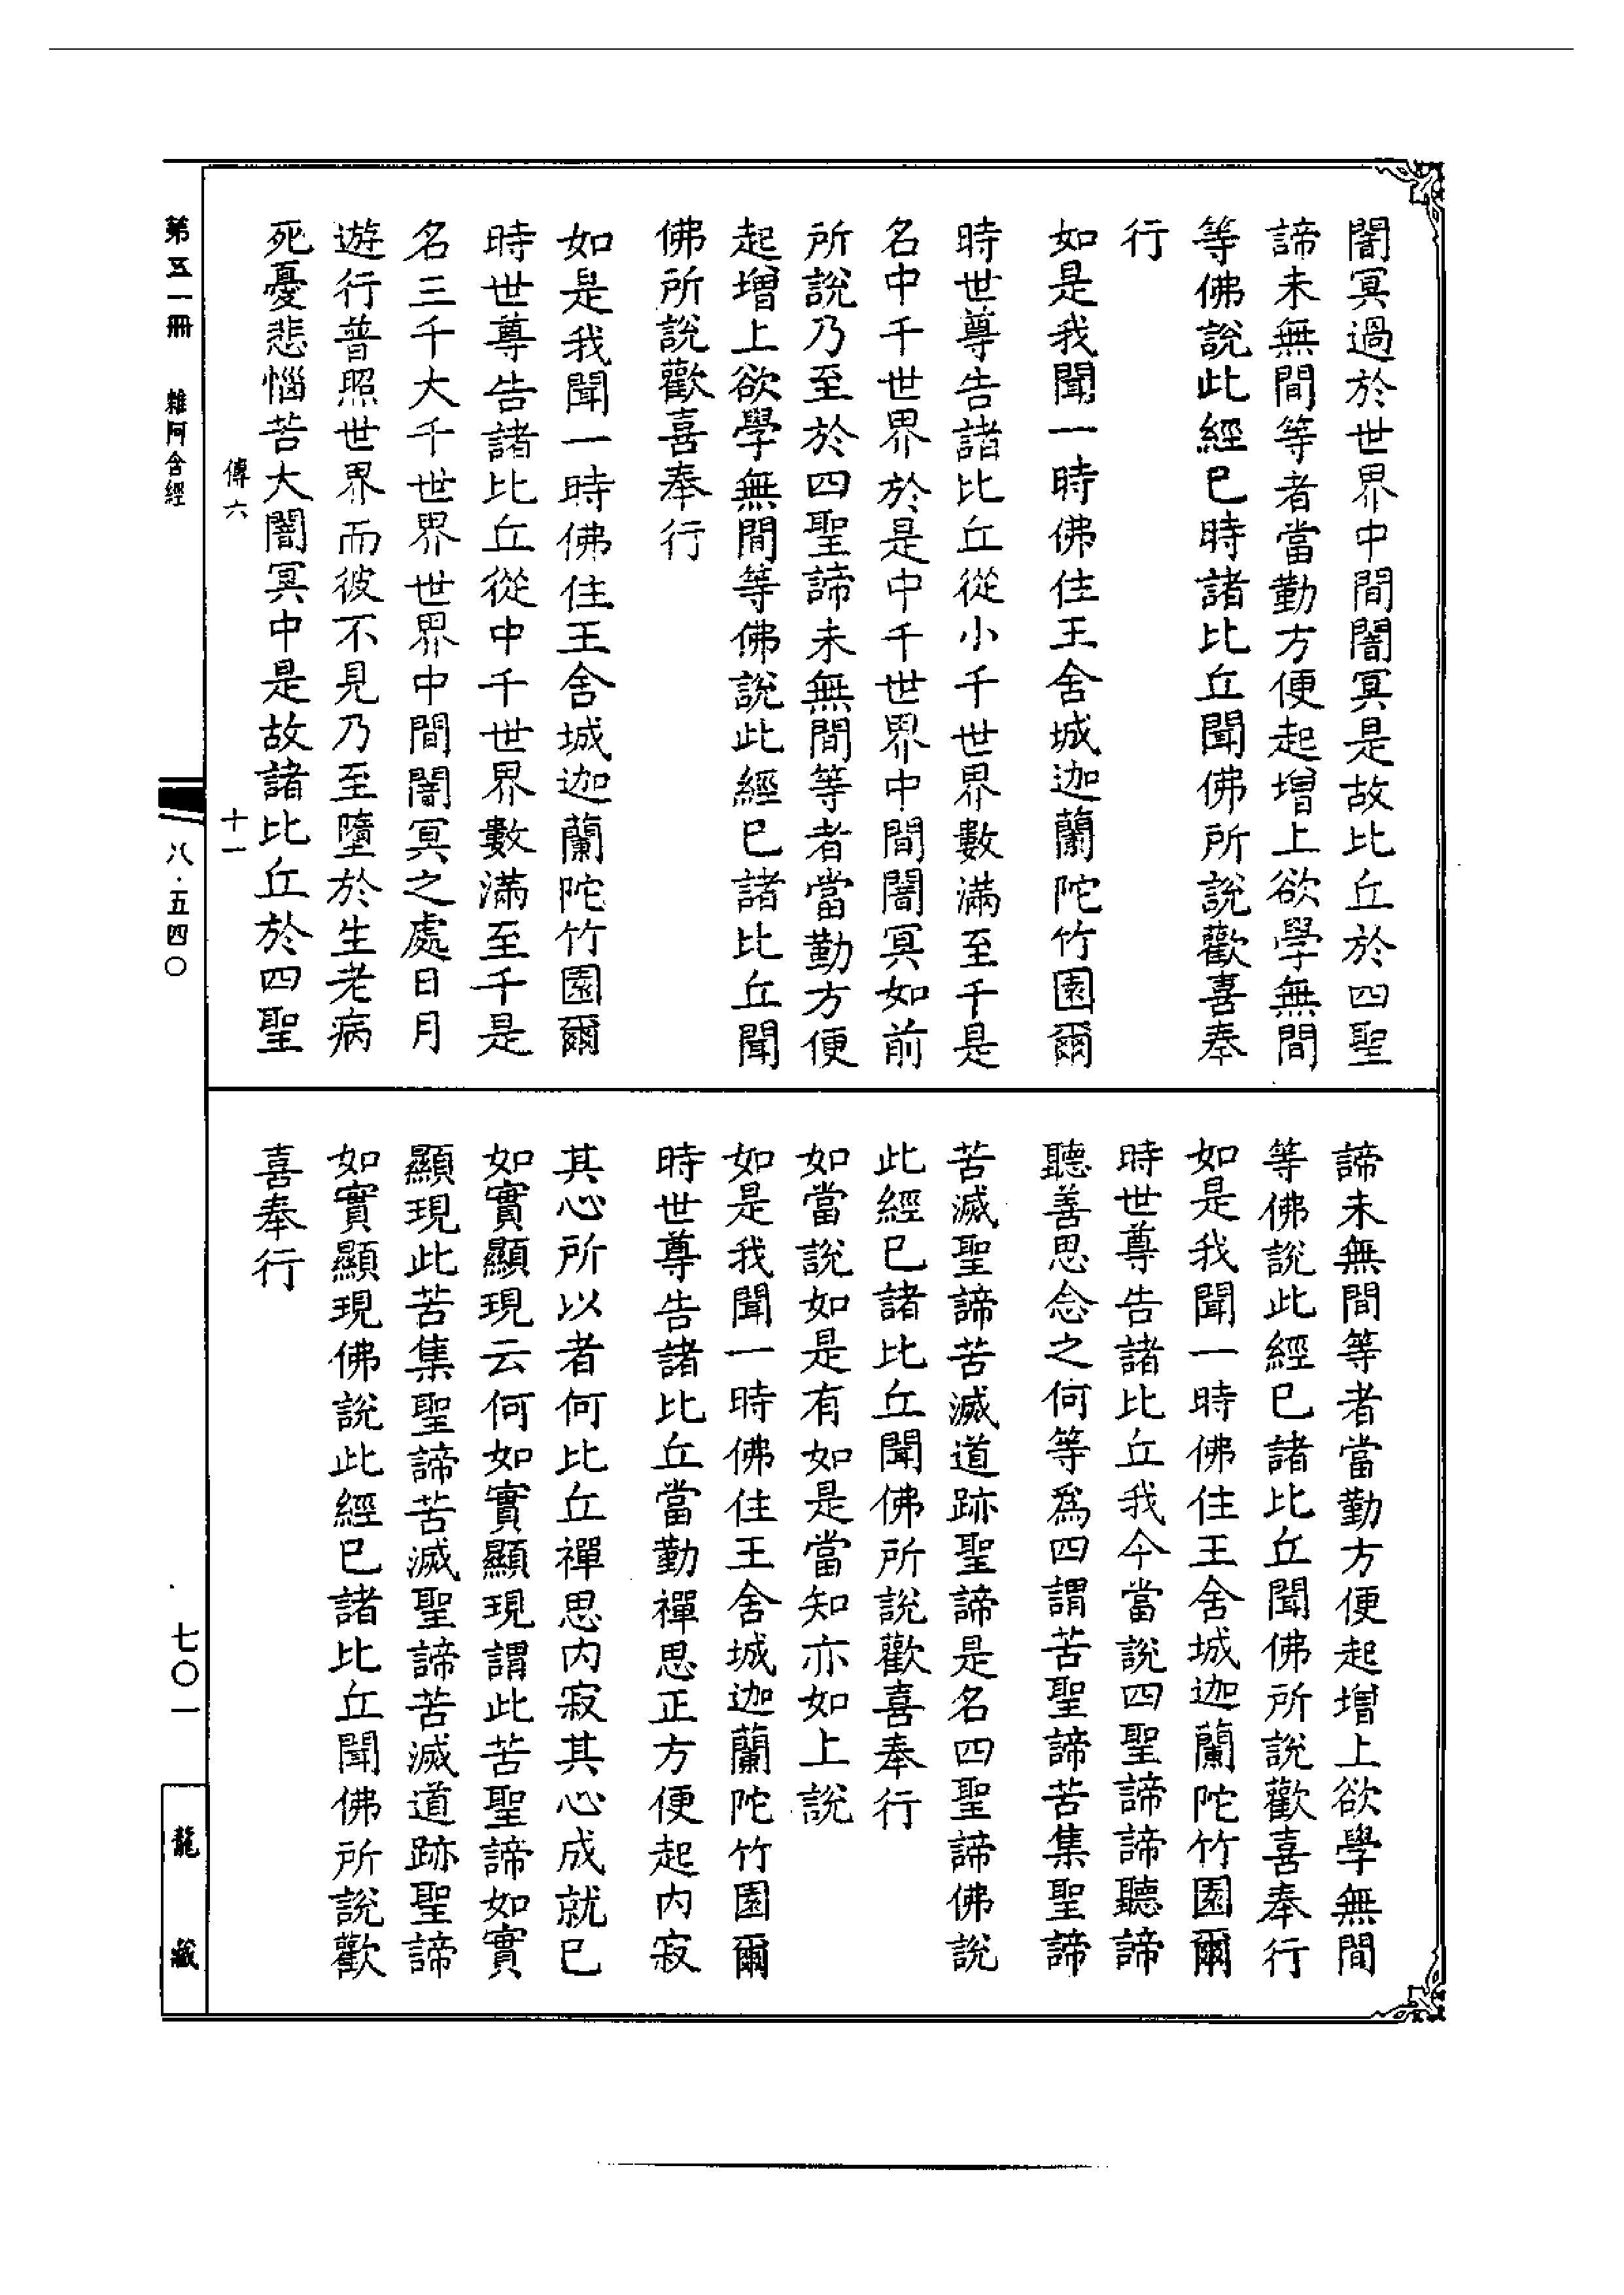 闇冥過於世界中間闇冥是故比丘於四聖
諦未無間等者當勤方便起增上欲學無間
等佛說此經已時諸比丘聞佛所說歡喜奉
行
如是我聞一時佛住王舍城迦蘭陀竹園爾
時世尊告諸比丘從小千世界數滿至千是
名中千世界於是中千世界中間闇冥如前
所說乃至於四聖諦未無間等者當勤方便
起增上欲學無間等佛說此經已諸比丘聞
佛所說歡喜奉行
如是我聞一時佛住王舍城迦蘭陀竹園爾
時世尊告諸比丘從中千世界數滿至千是
名三千大千世界世界中間闇冥之處日月
遊行普照世界而彼不見乃至墮於生老病
死憂悲惱苦大闇冥中是故諸比丘於四聖
傳六
十一
諦未無間等者當勤方便起增上欲學無間
等佛說此經已諸比丘聞佛所說歡喜奉行
如是我聞一時佛住王舍城迦蘭陀竹園爾
時世尊告諸比丘我今當說四聖諦諦聽諦
聽善思念之何等為四謂苦聖諦苦集聖諦
苦滅聖諦苦滅道跡聖諦是名四聖諦佛說
此經已諸比丘聞佛所說歡喜奉行
如當說如是有如是當知亦如上說
如是我聞一時佛住王舍城迦蘭陀竹園爾
時世尊告諸比丘當勤禪思正方便起內寂
其心所以者何比丘禪思內寂其心成就已
如實顯現云何如實顯現謂此苦聖諦如實
顯現此苦集聖諦苦滅聖諦苦滅道跡聖諦
如實顯現佛說此經已諸比丘聞佛所說歡
喜奉行
第五一冊
雜阿含經
八·五四〇
七〇一
龍藏